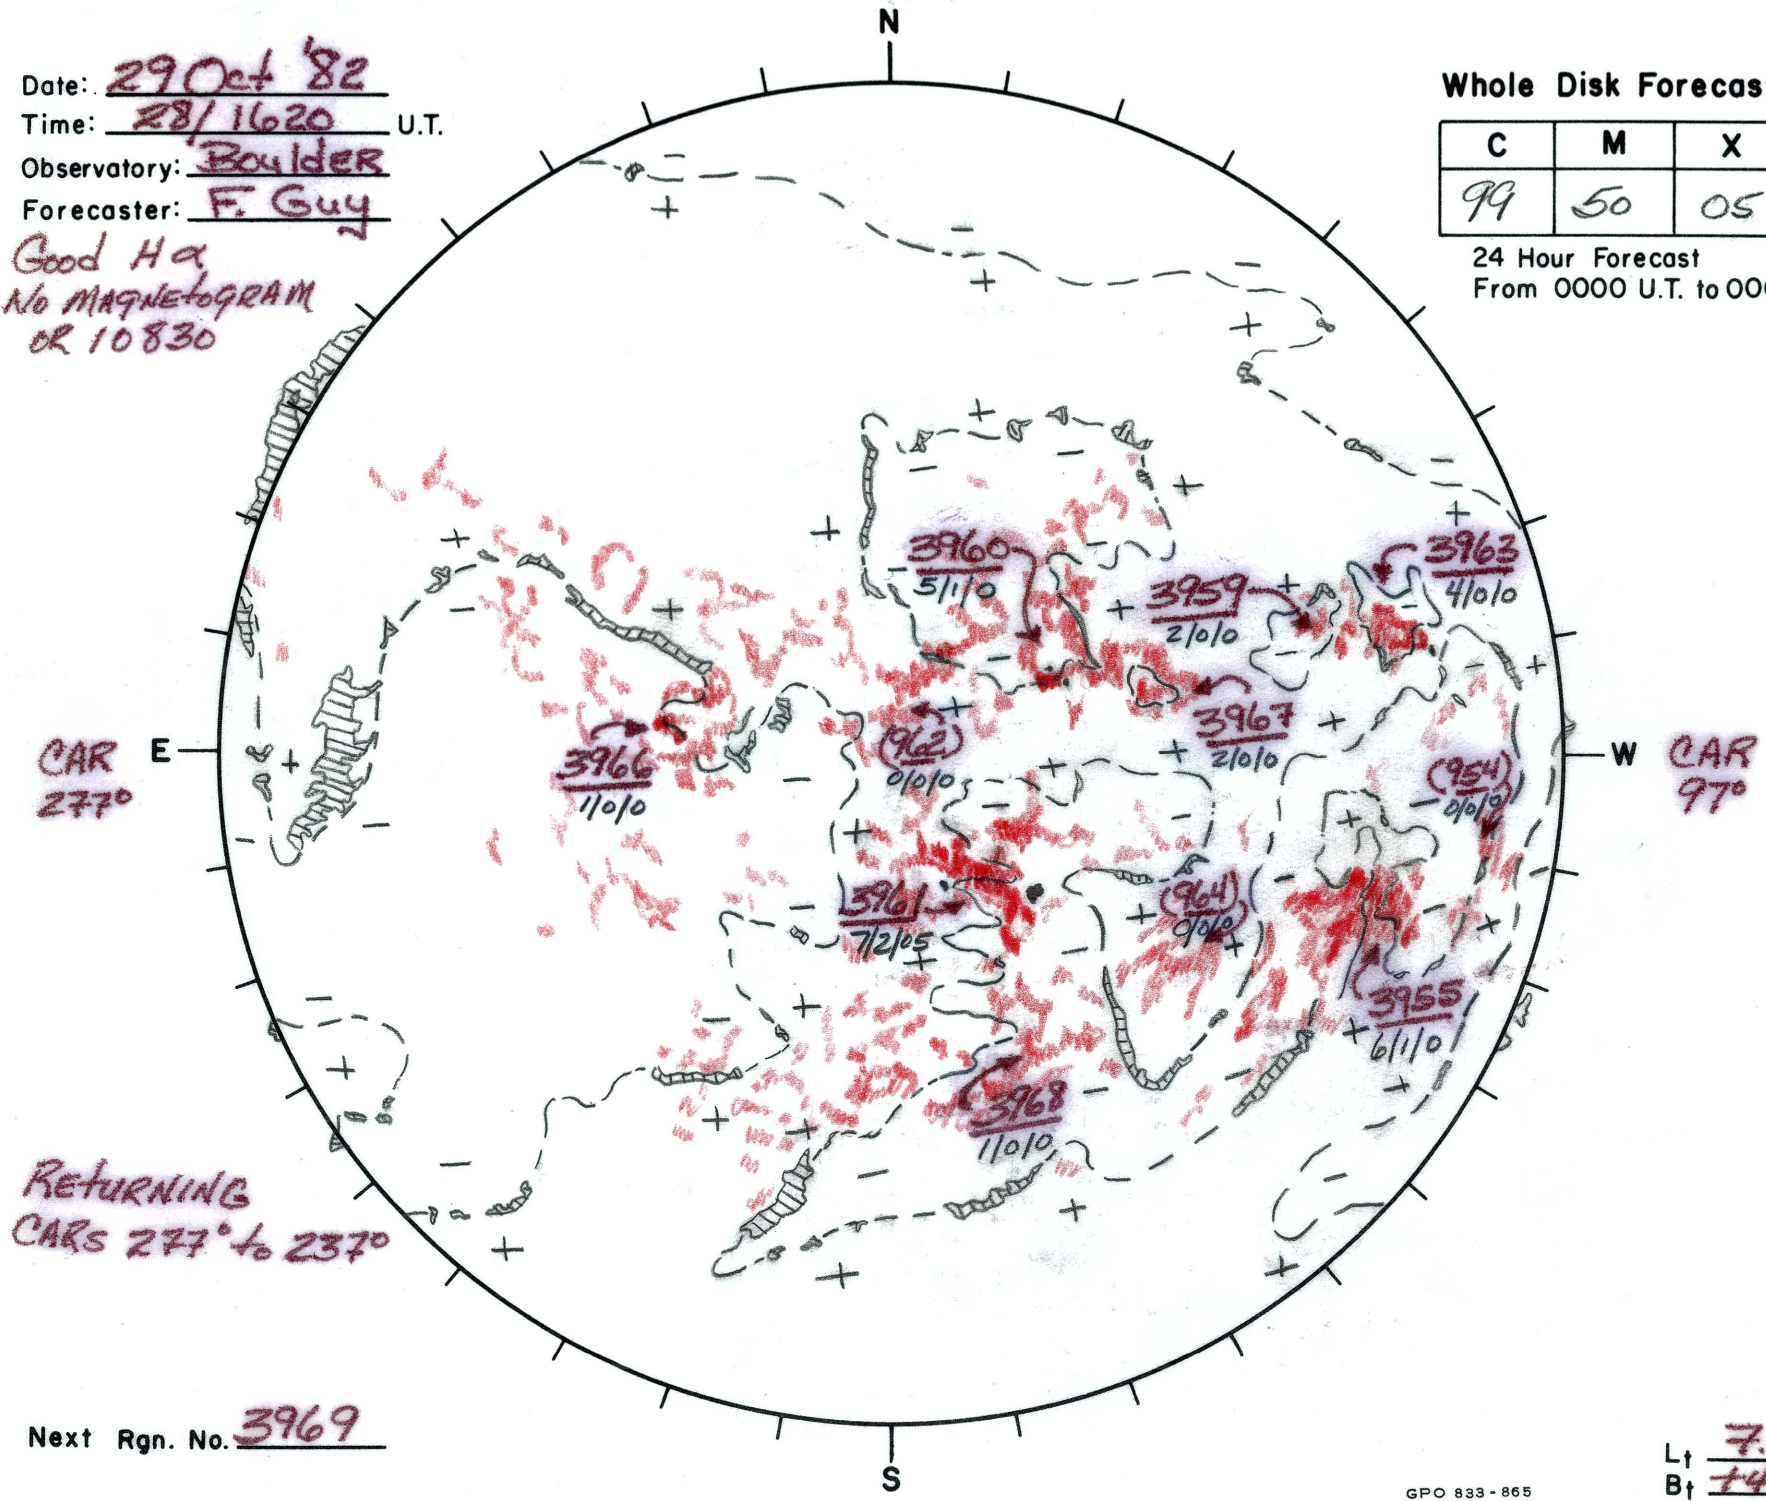 N
Date: 29 Oct '82
Time: 28/1620 U.T.
Observatory: Boulder
Forecaster: F. Guy
Good Hα
No MAGNEtoGRAM
OR 10830
Whole Disk Forecas
C M X
99 50 05
24 Hour Forecast
From 0000 U.T. to 00
3960
5/1/0
3959
2/0/0
3963
4/0/0
3966
1/0/0
(962)
0/0/0
3967
2/0/0
(954)
0/0/0
CAR
277°
E
W
CAR
97°
3961
7/2/05
(964)
0/0/0
3955
6/1/0
3968
1/0/0
RetURNING
CARs 277° to 237°
Next Rgn. No. 3969
S
GPO 833-865
Lt 7.
Bt +4